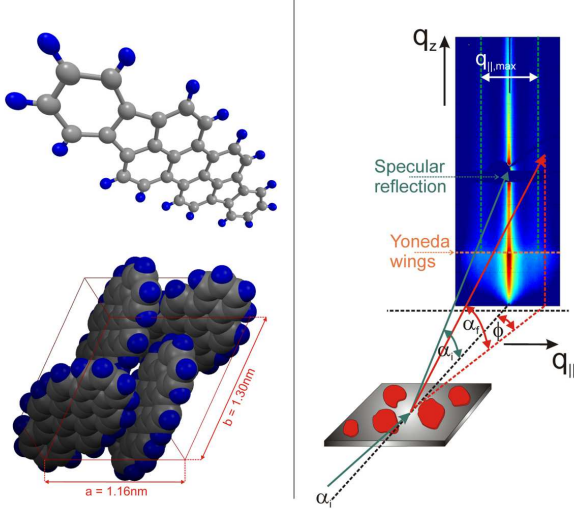 b = 1.30nm
a = 1.16nm
q_z
q_||,max
Specular
reflection
Yoneda
wings
α_f
ϕ
α_i
q_||
α_i